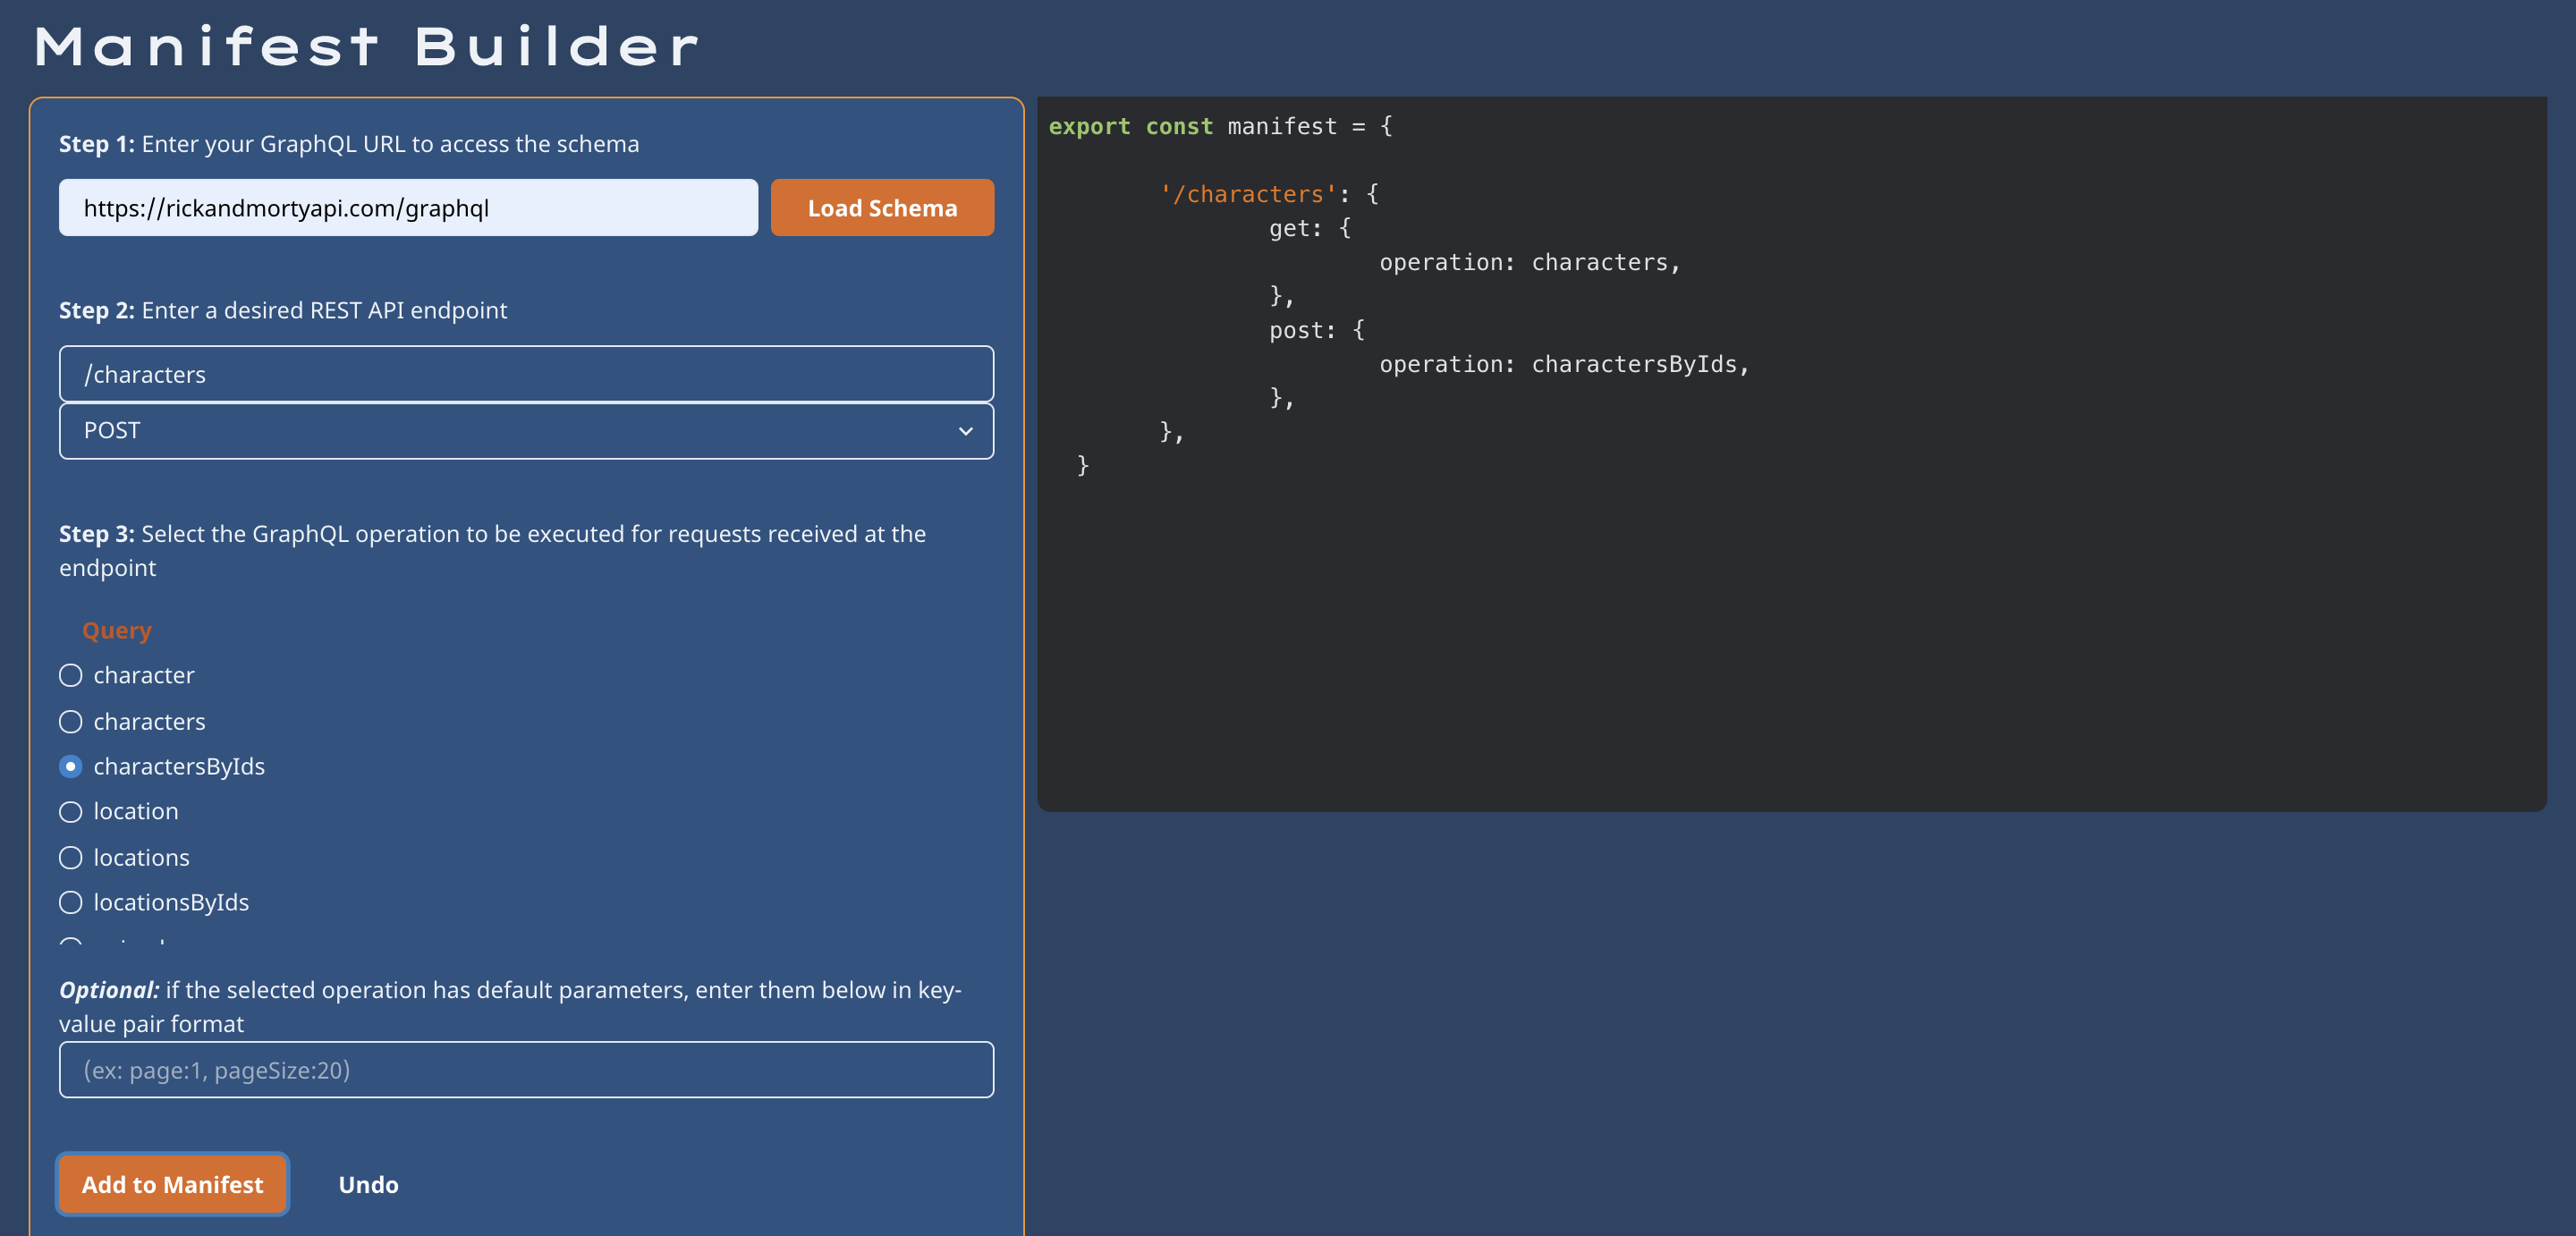 Manifest Builder
Step 1: Enter your GraphQL URL to access the schema
https://rickandmortyapi.com/graphql
Load Schema
Step 2: Enter a desired REST API endpoint
/characters
POST
Step 3: Select the GraphQL operation to be executed for requests received at the
endpoint
Query
character
characters
charactersByIds
location
locations
locationsByIds
Optional: if the selected operation has default parameters, enter them below in key-
value pair format
(ex: page:1, pageSize:20)
Add to Manifest
Undo
export const manifest = {
'/characters': {
get: {
operation: characters,
},
post: {
operation: charactersByIds,
},
},
}